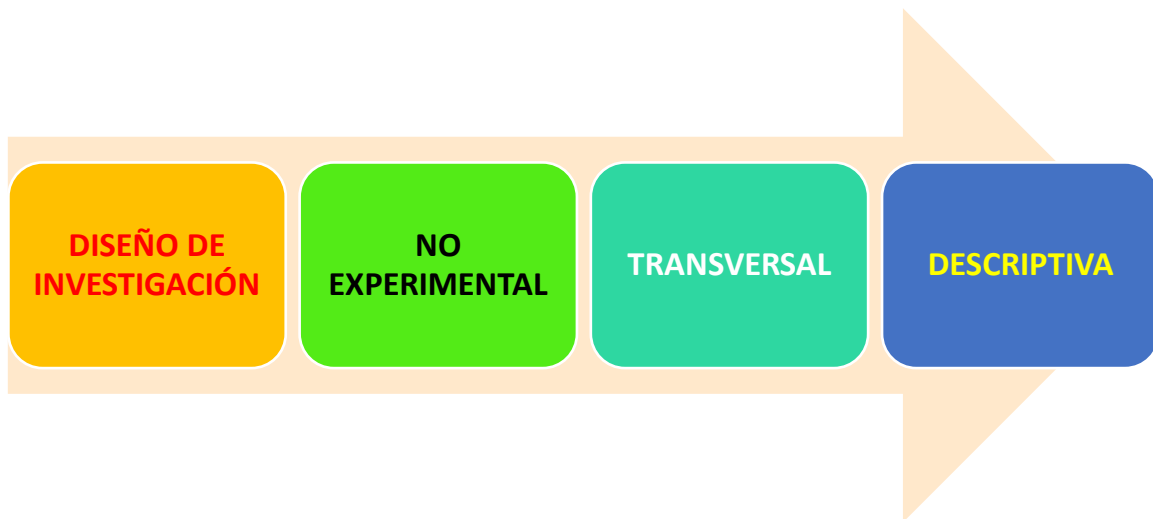 DISEÑO DE
INVESTIGACIÓN
NO
EXPERIMENTAL
TRANSVERSAL
DESCRIPTIVA